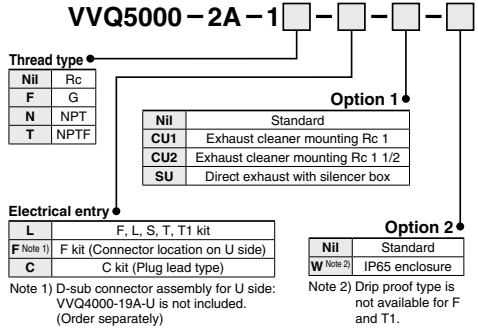 VVQ5000-2A-1□-□-□-□
Thread type
Nil Rc
F G
N NPT
T NPTF
Option 1
Nil Standard
CU1 Exhaust cleaner mounting Rc 1
CU2 Exhaust cleaner mounting Rc 1 1/2
SU Direct exhaust with silencer box
Electrical entry
L F, L, S, T, T1 kit
F Note 1) F kit (Connector location on U side)
C C kit (Plug lead type)
Note 1) D-sub connector assembly for U side:
VVQ4000-19A-U is not included.
(Order separately)
Option 2
Nil Standard
W Note 2) IP65 enclosure
Note 2) Drip proof type is
not available for F
and T1.